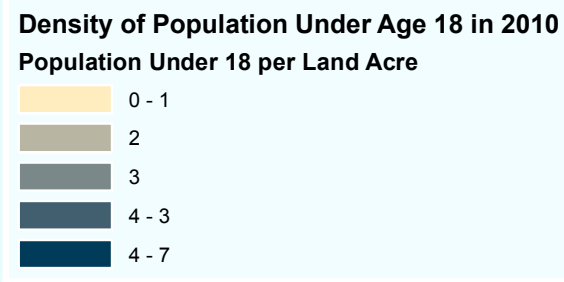 Density of Population Under Age 18 in 2010
Population Under 18 per Land Acre
0 - 1
2
3
4 - 3
4 - 7